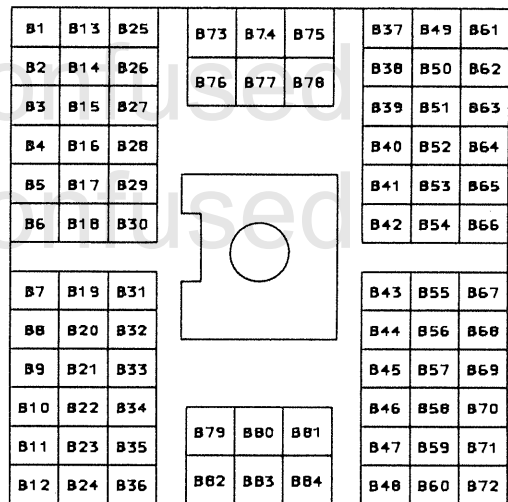 B1 B13 B25 B73 B74 B75 B37 B49 B61
B2 B14 B26 B76 B77 B78 B38 B50 B62
B3 B15 B27 B39 B51 B63
B4 B16 B28 B40 B52 B64
B5 B17 B29 B41 B53 B65
B6 B18 B30 B42 B54 B66
B7 B19 B31 B43 B55 B67
B8 B20 B32 B44 B56 B68
B9 B21 B33 B45 B57 B69
B10 B22 B34 B46 B58 B70
B11 B23 B35 B79 B80 B81 B47 B59 B71
B12 B24 B36 B82 B83 B84 B48 B60 B72
onfused
onfused